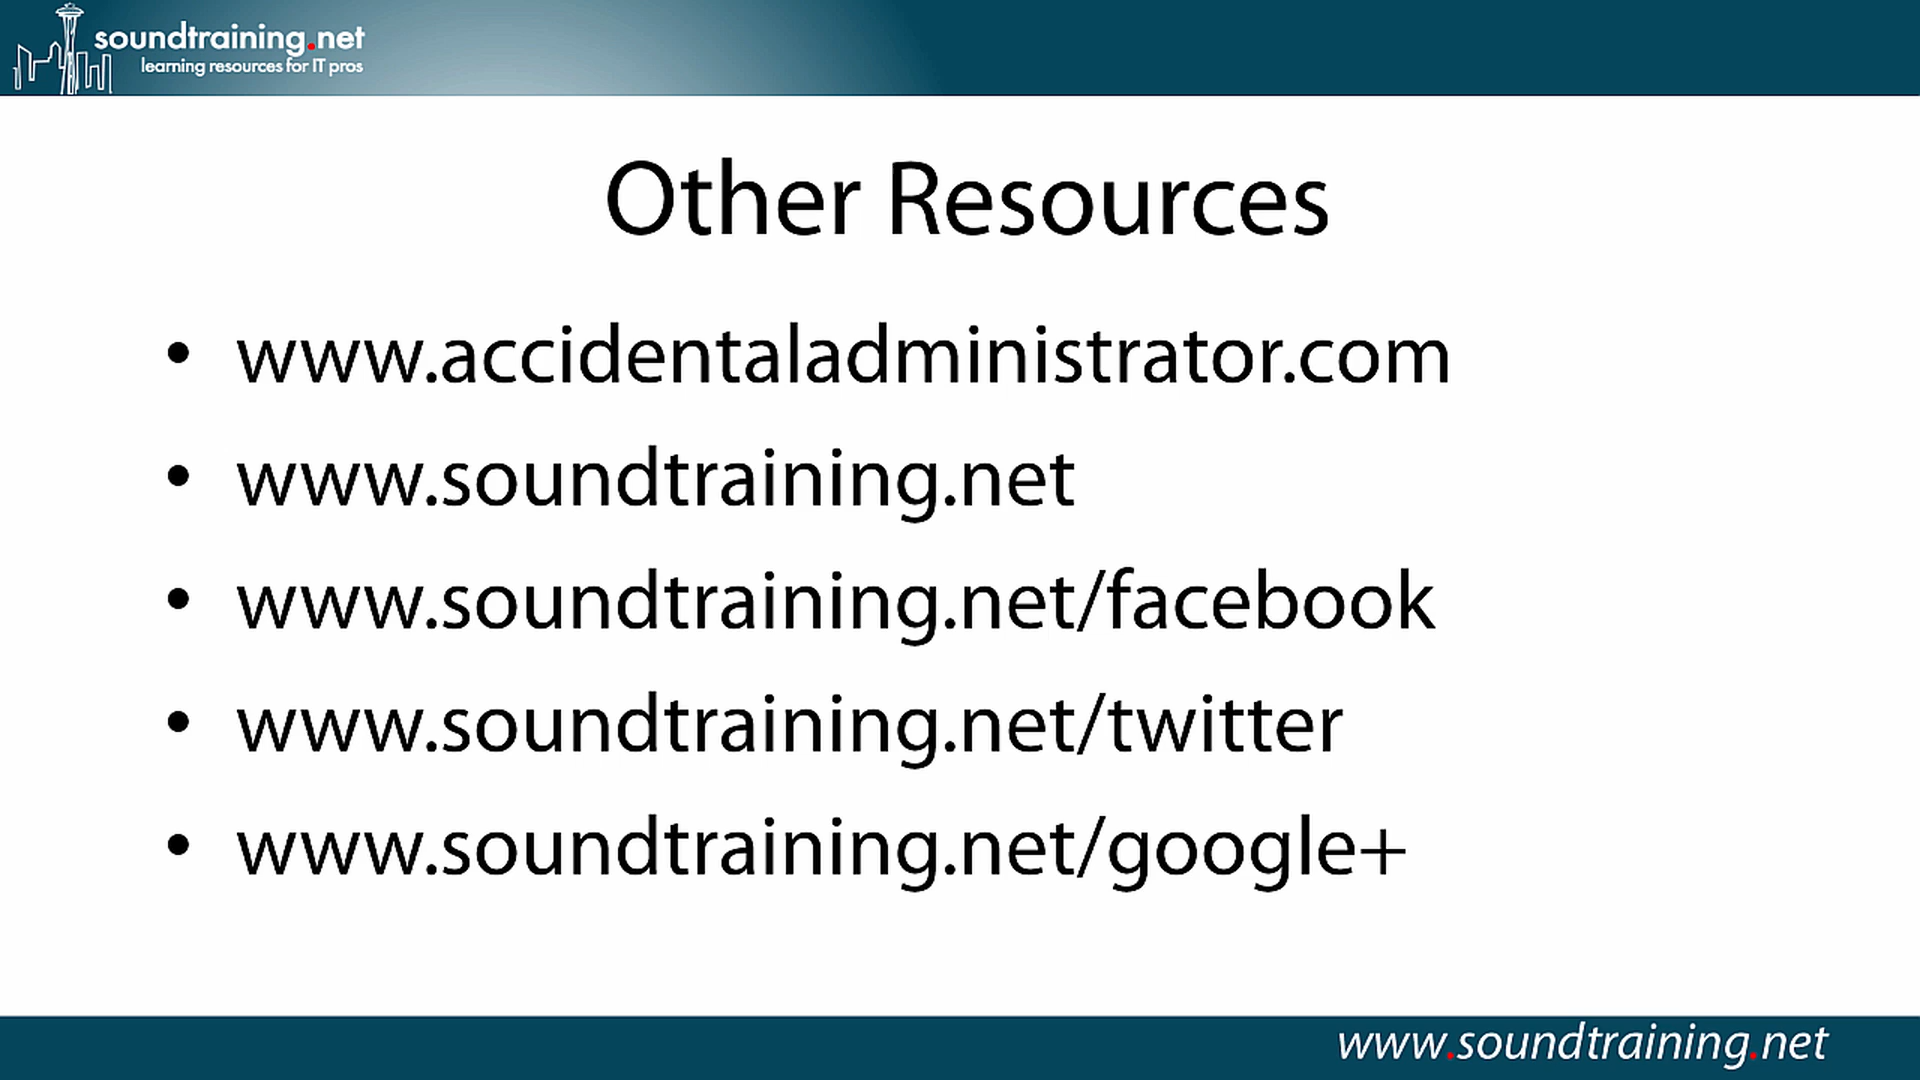 soundtraining.net
learning resources for IT pros
Other Resources
• www.accidentaladministrator.com
• www.soundtraining.net
• www.soundtraining.net/facebook
• www.soundtraining.net/twitter
• www.soundtraining.net/google+
www.soundtraining.net